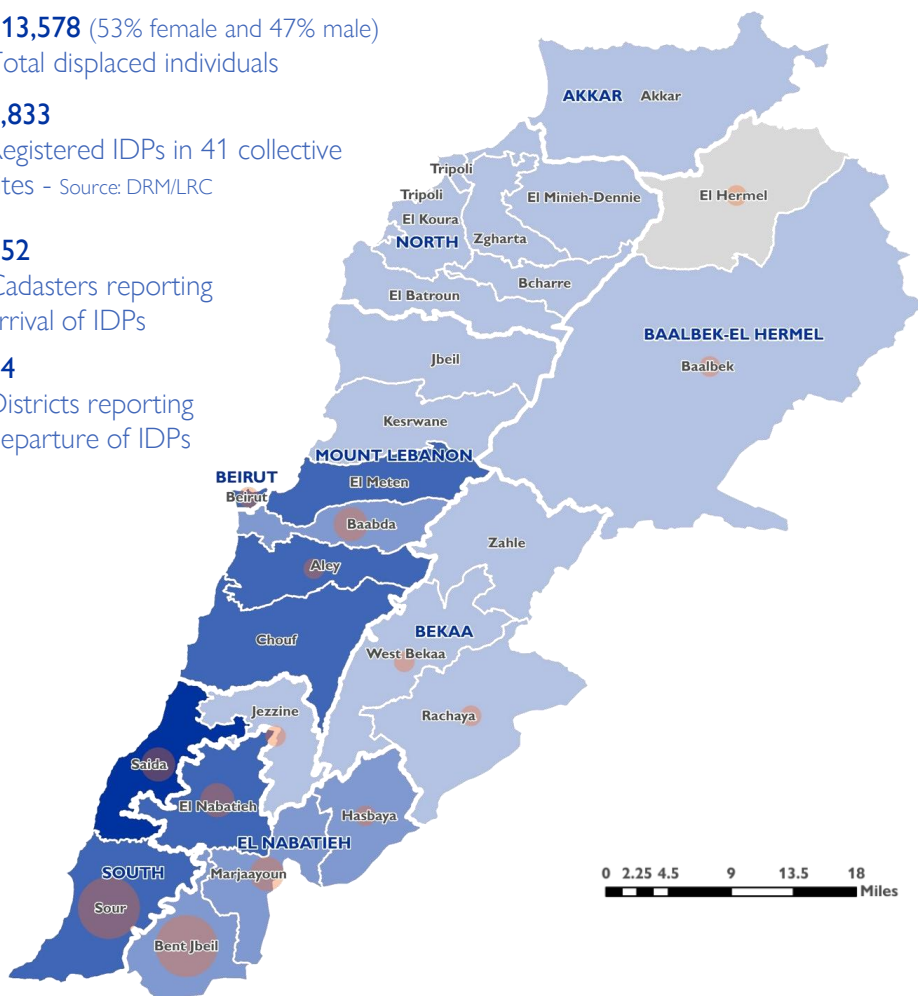 13,578 (53% female and 47% male)
Total displaced individuals
,833
Registered IDPs in 41 collective
tes - Source: DRM/LRC
52
Cadasters reporting
rrival of IDPs
4
Districts reporting
eparture of IDPs
AKKAR Akkar
Tripoli
El Hermel
Tripoli
El Minieh-Dennie
El Koura
NORTH
Zgharta
Bcharre
El Batroun
BAALBEK-EL HERMEL
Jbeil
Baalbek
Kesrwane
MOUNT LEBANON
BEIRUT
El Meten
Beirut
Baabda
Zahle
Aley
BEKAA
Chouf
West Bekaa
Jezzine
Rachaya
Saida
El Nabatieh
Hasbaya
EL NABATIEH
SOUTH
Marjaayoun
0 2.25 4.5 9 13.5 18
Miles
Sour
Bent Jbeil